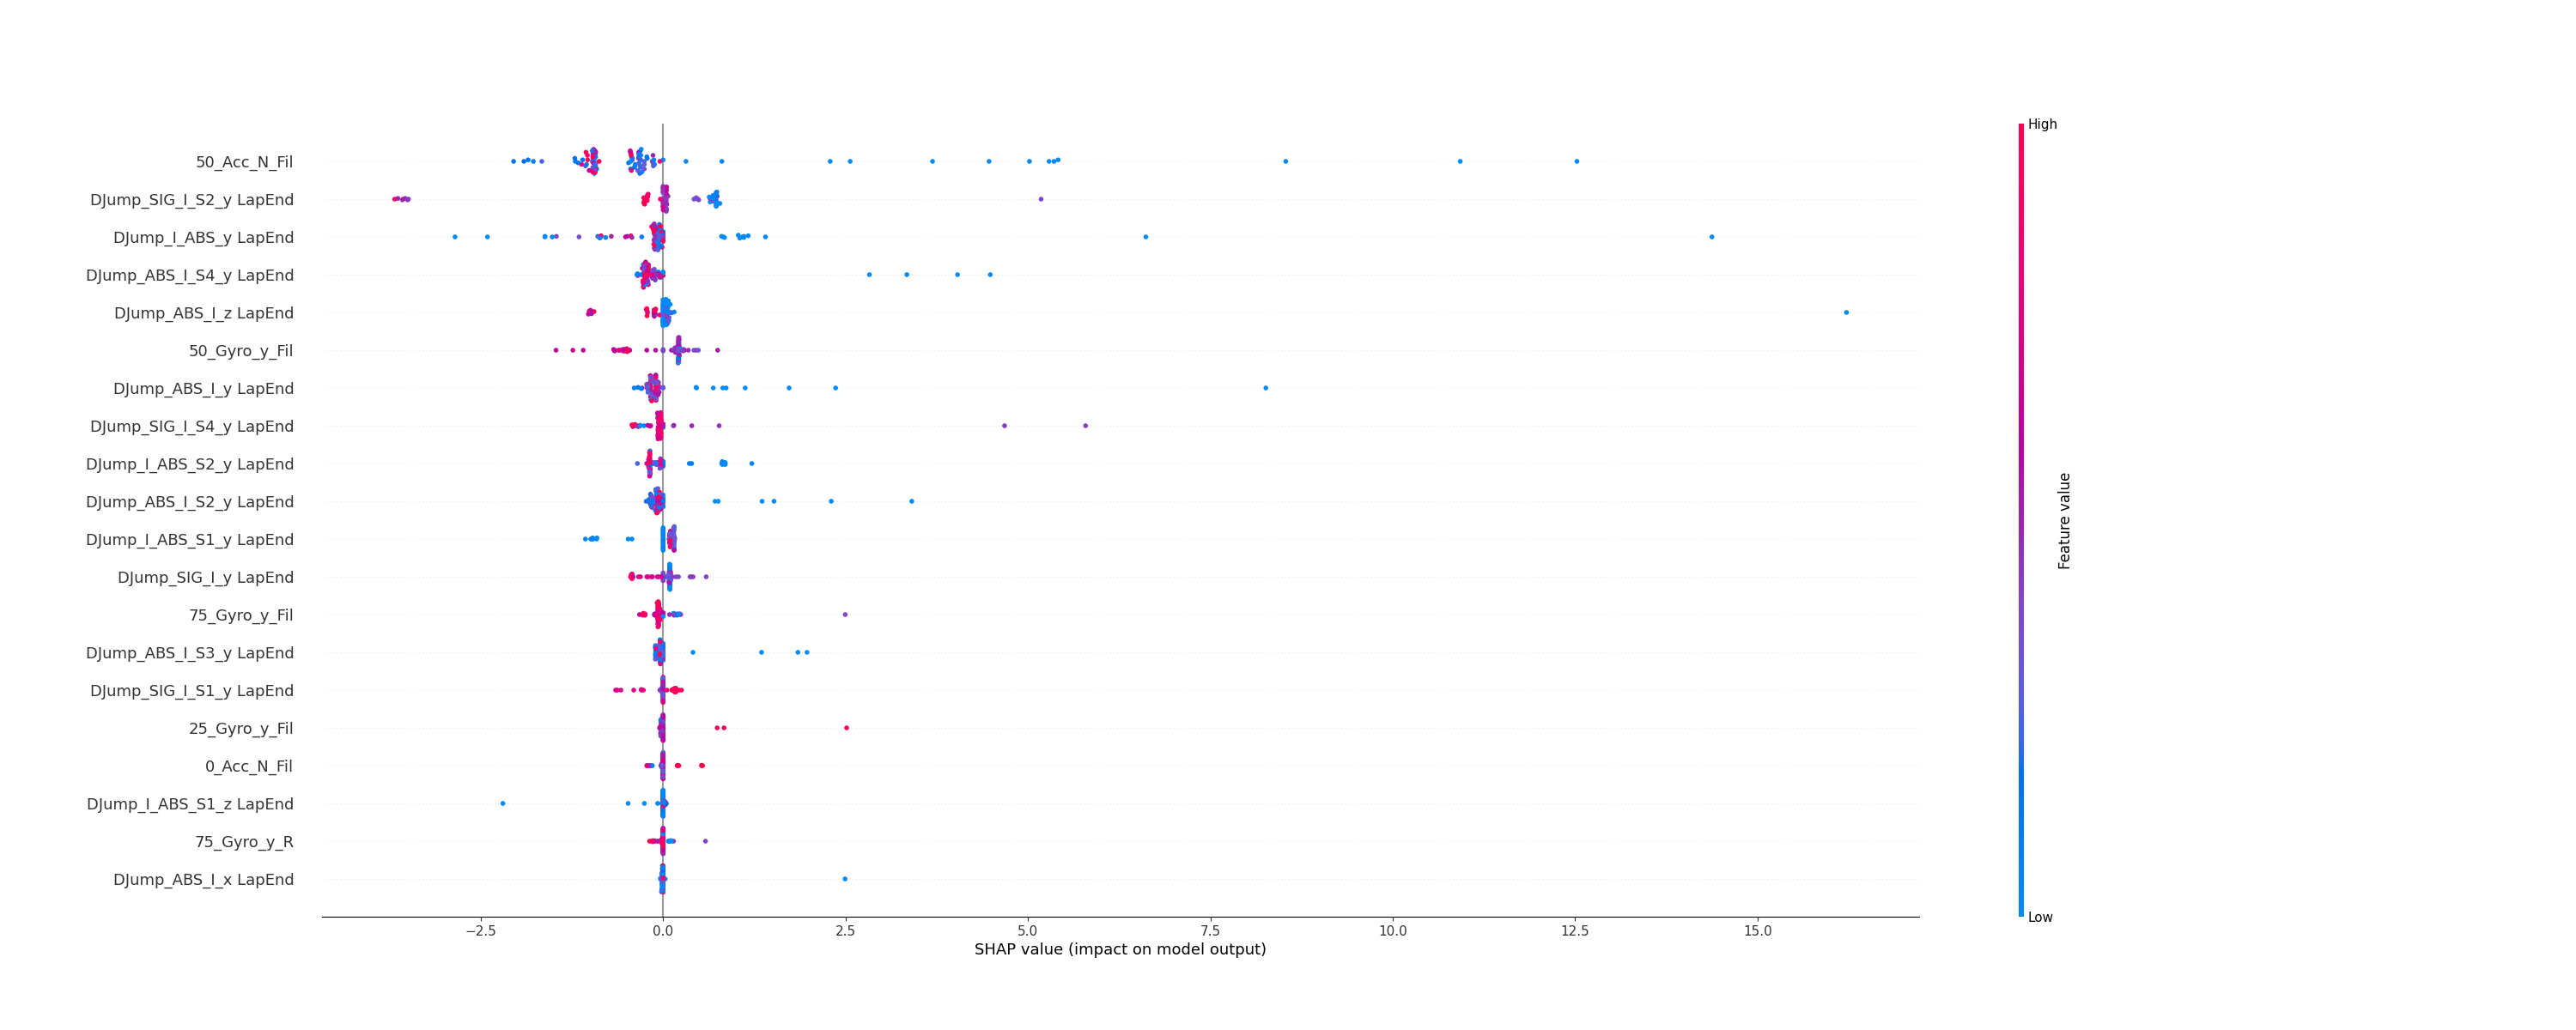 High
50_Acc_N_Fil
DJump_SIG_I_S2_y LapEnd
DJump_I_ABS_y LapEnd
DJump_ABS_I_S4_y LapEnd
DJump_ABS_I_z LapEnd
50_Gyro_y_Fil
DJump_ABS_I_y LapEnd
DJump_SIG_I_S4_y LapEnd
DJump_I_ABS_S2_y LapEnd
DJump_ABS_I_S2_y LapEnd
DJump_I_ABS_S1_y LapEnd
DJump_SIG_I_y LapEnd
75_Gyro_y_Fil
DJump_ABS_I_S3_y LapEnd
DJump_SIG_I_S1_y LapEnd
25_Gyro_y_Fil
0_Acc_N_Fil
DJump_I_ABS_S1_z LapEnd
75_Gyro_y_R
DJump_ABS_I_x LapEnd
Feature value
Low
−2.5 0.0 2.5 5.0 7.5 10.0 12.5 15.0
SHAP value (impact on model output)